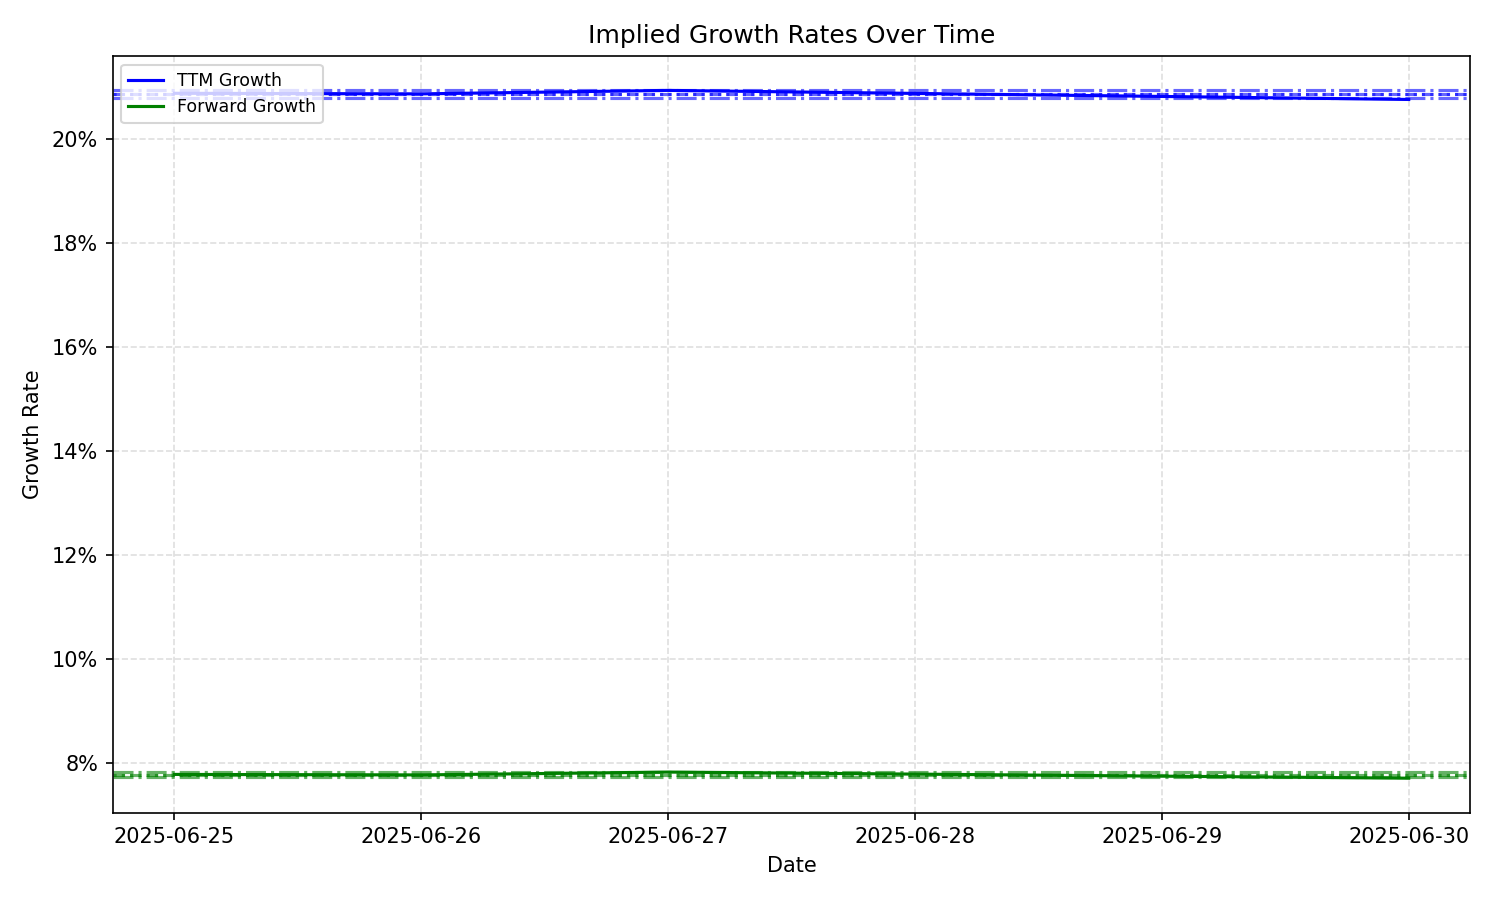 Implied Growth Rates Over Time
TTM Growth
Forward Growth
20%
18%
16%
14%
12%
10%
8%
Growth Rate
2025-06-25
2025-06-26
2025-06-27
2025-06-28
2025-06-29
2025-06-30
Date